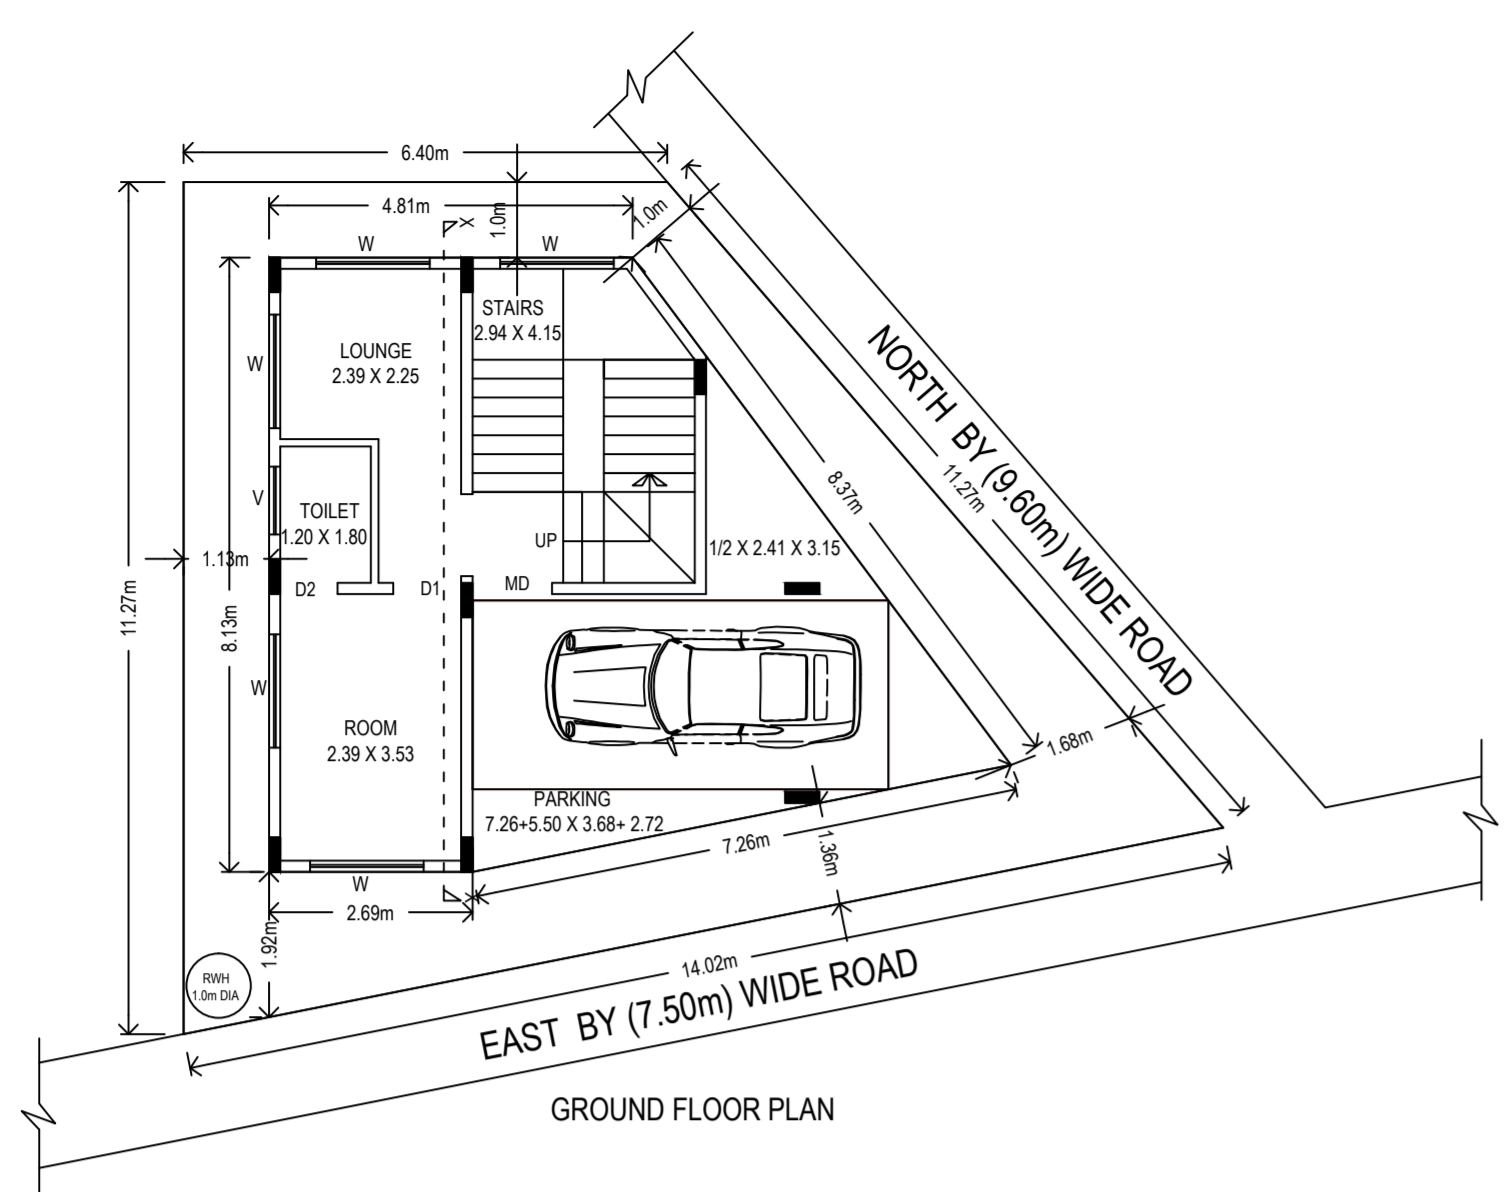 6.40m
4.81m
X
1.0m
1.0m
W
W
STAIRS
2.94 X 4.15
LOUNGE
2.39 X 2.25
W
NORTH BY (9.60m) WIDE ROAD
11.27m
8.37m
V
TOILET
1.20 X 1.80
UP
1/2 X 2.41 X 3.15
1.13m
D2
D1
MD
11.27m
8.13m
W
ROOM
2.39 X 3.53
1.68m
PARKING
7.26+5.50 X 3.68+ 2.72
7.26m
1.36m
W
X
2.69m
1.92m
RWH
1.0m DIA
14.02m
EAST BY (7.50m) WIDE ROAD
GROUND FLOOR PLAN